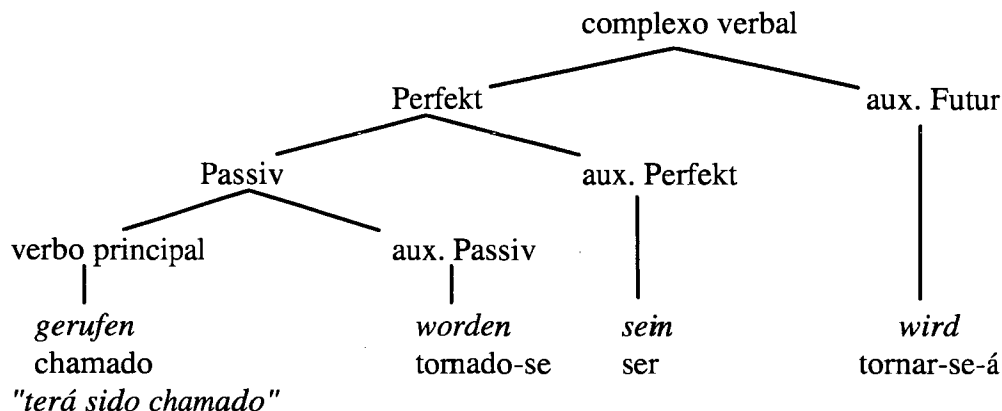 complexo verbal
Perfekt aux. Futur
Passiv aux. Perfekt
verbo principal aux. Passiv
gerufen worden sein wird
chamado tornado-se ser tornar-se-á
"terá sido chamado"